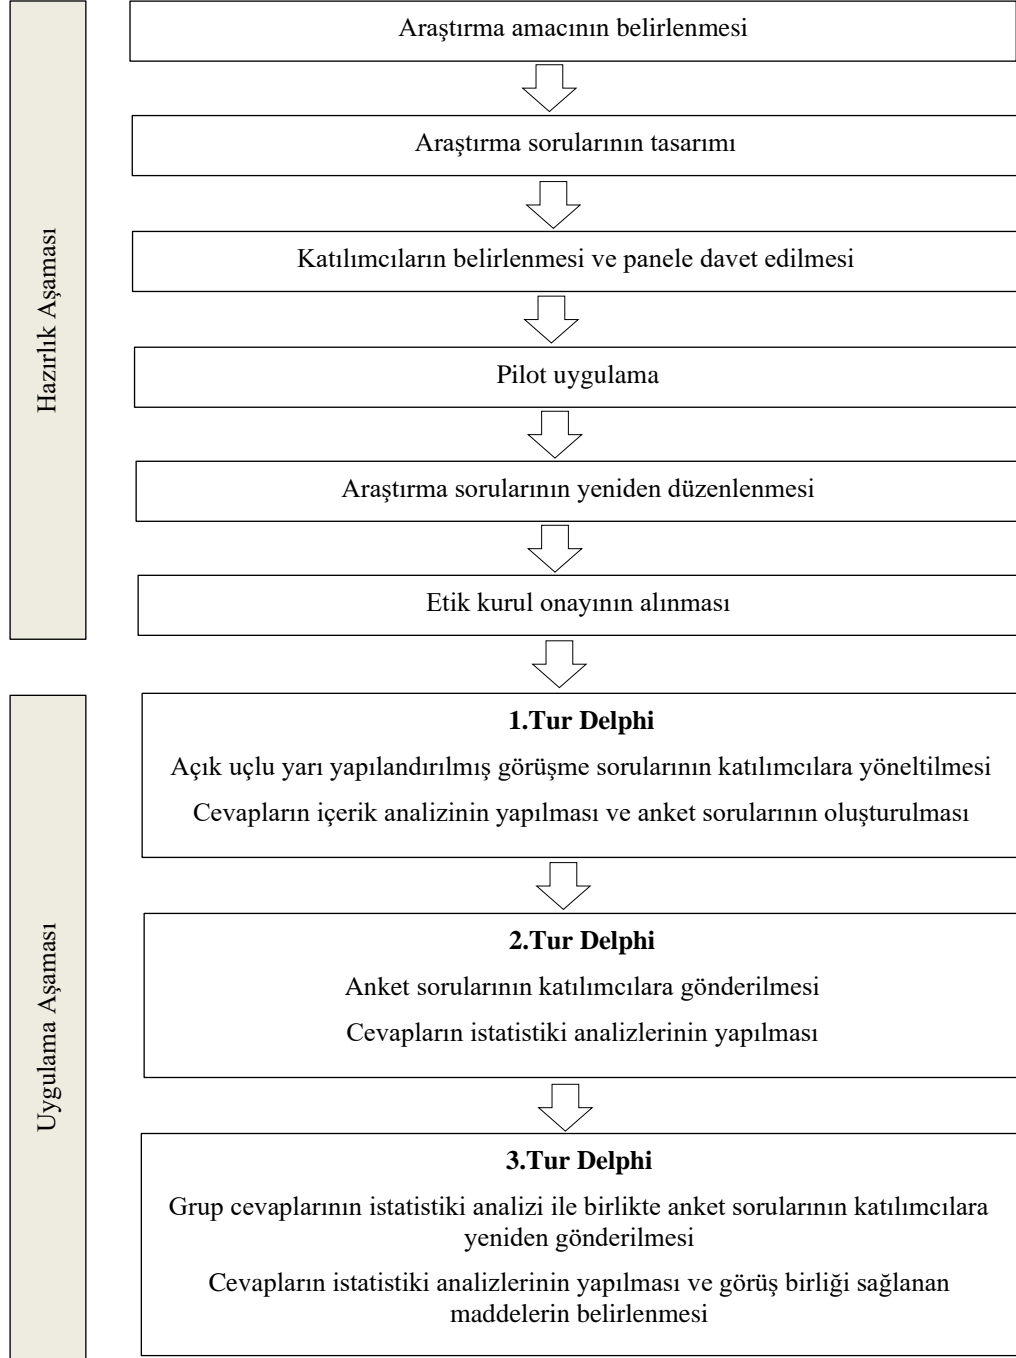 Hazırlık Aşaması
Araştırma amacının belirlenmesi
Araştırma sorularının tasarımı
Katılımcıların belirlenmesi ve panele davet edilmesi
Pilot uygulama
Araştırma sorularının yeniden düzenlenmesi
Etik kurul onayının alınması
Uygulama Aşaması
1.Tur Delphi
Açık uçlu yarı yapılandırılmış görüşme sorularının katılımcılara yöneltilmesi
Cevapların içerik analizinin yapılması ve anket sorularının oluşturulması
2.Tur Delphi
Anket sorularının katılımcılara gönderilmesi
Cevapların istatistiki analizlerinin yapılması
3.Tur Delphi
Grup cevaplarının istatistiki analizi ile birlikte anket sorularının katılımcılara
yeniden gönderilmesi
Cevapların istatistiki analizlerinin yapılması ve görüş birliği sağlanan
maddelerin belirlenmesi